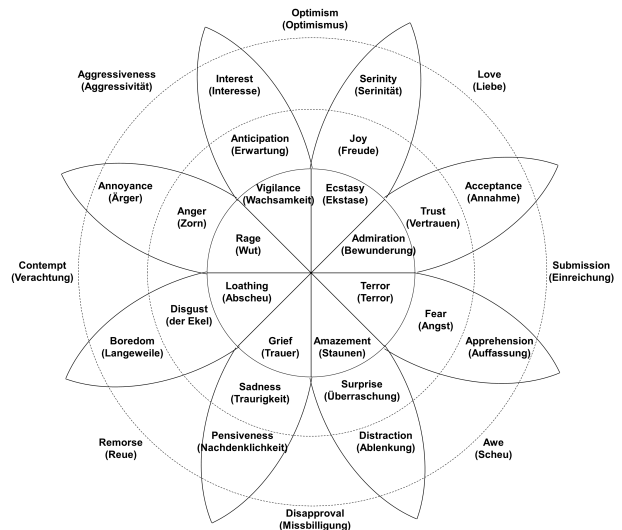 Optimism
(Optimismus)
Aggressiveness
(Aggressivität)
Interest
(Interesse)
Serinity
(Serinität)
Love
(Liebe)
Anticipation
(Erwartung)
Joy
(Freude)
Annoyance
(Ärger)
Anger
(Zorn)
Vigilance
(Wachsamkeit)
Ecstasy
(Ekstase)
Trust
(Vertrauen)
Acceptance
(Annahme)
Rage
(Wut)
Admiration
(Bewunderung)
Contempt
(Verachtung)
Submission
(Einreichung)
Loathing
(Abscheu)
Terror
(Terror)
Disgust
(der Ekel)
Fear
(Angst)
Boredom
(Langeweile)
Grief
(Trauer)
Amazement
(Staunen)
Apprehension
(Auffassung)
Sadness
(Traurigkeit)
Surprise
(Überraschung)
Remorse
(Reue)
Pensiveness
(Nachdenklichkeit)
Distraction
(Ablenkung)
Awe
(Scheu)
Disapproval
(Missbilligung)